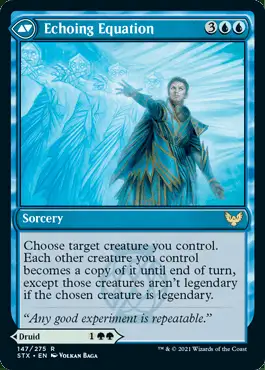 Echoing Equation 3
Sorcery
Choose target creature you control.
Each other creature you control
becomes a copy of it until end of turn,
except those creatures aren't legendary
if the chosen creature is legendary.
"Any good experiment is repeatable."
Druid 1
147/275 R
STX • EN Volkan Baga
™ & © 2021 Wizards of the Coast